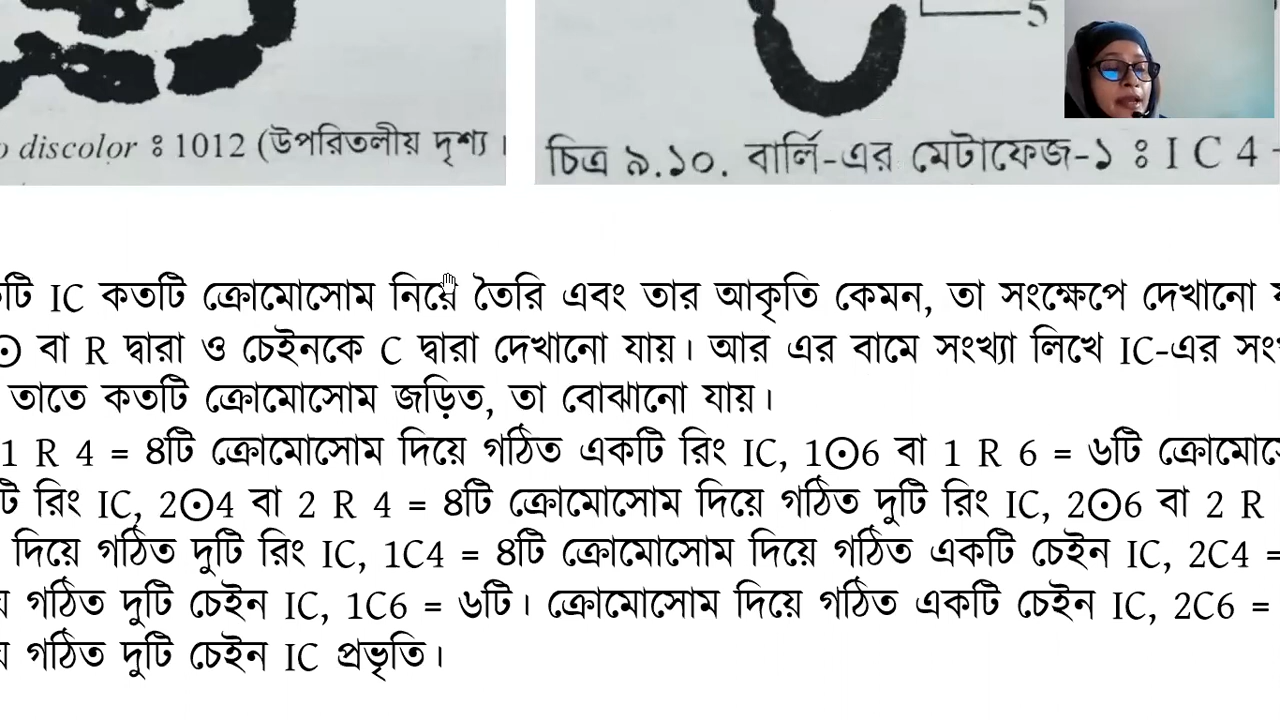 discolor ঃ 1012 (উপরিতলীয় দৃশ্য ।
5
চিত্র ৯.১০. বার্লি-এর মেটাফেজ-১ ঃ I C 4
টি IC কতটি ক্রোমোসোম নিয়ে তৈরি এবং তার আকৃতি কেমন, তা সংক্ষেপে দেখানো
⊙ বা R দ্বারা ও চেইনকে C দ্বারা দেখানো যায়। আর এর বামে সংখ্যা লিখে IC-এর
তাতে কতটি ক্রোমোসোম জড়িত, তা বোঝানো যায়।
1 R 4 = ৪টি ক্রোমোসোম দিয়ে গঠিত একটি রিং IC, 1⊙6 বা 1 R 6 = ৬টি
টি রিং IC, 2⊙4 বা 2 R 4 = ৪টি ক্রোমোসোম দিয়ে গঠিত দুটি রিং IC, 2⊙6 বা 2 R
দিয়ে গঠিত দুটি রিং IC, 1C4 = ৪টি ক্রোমোসোম দিয়ে গঠিত একটি চেইন IC, 2C4 =
গঠিত দুটি চেইন IC, 1C6 = ৬টি। ক্রোমোসোম দিয়ে গঠিত একটি চেইন IC, 2C6 =
গঠিত দুটি চেইন IC প্রভৃতি।